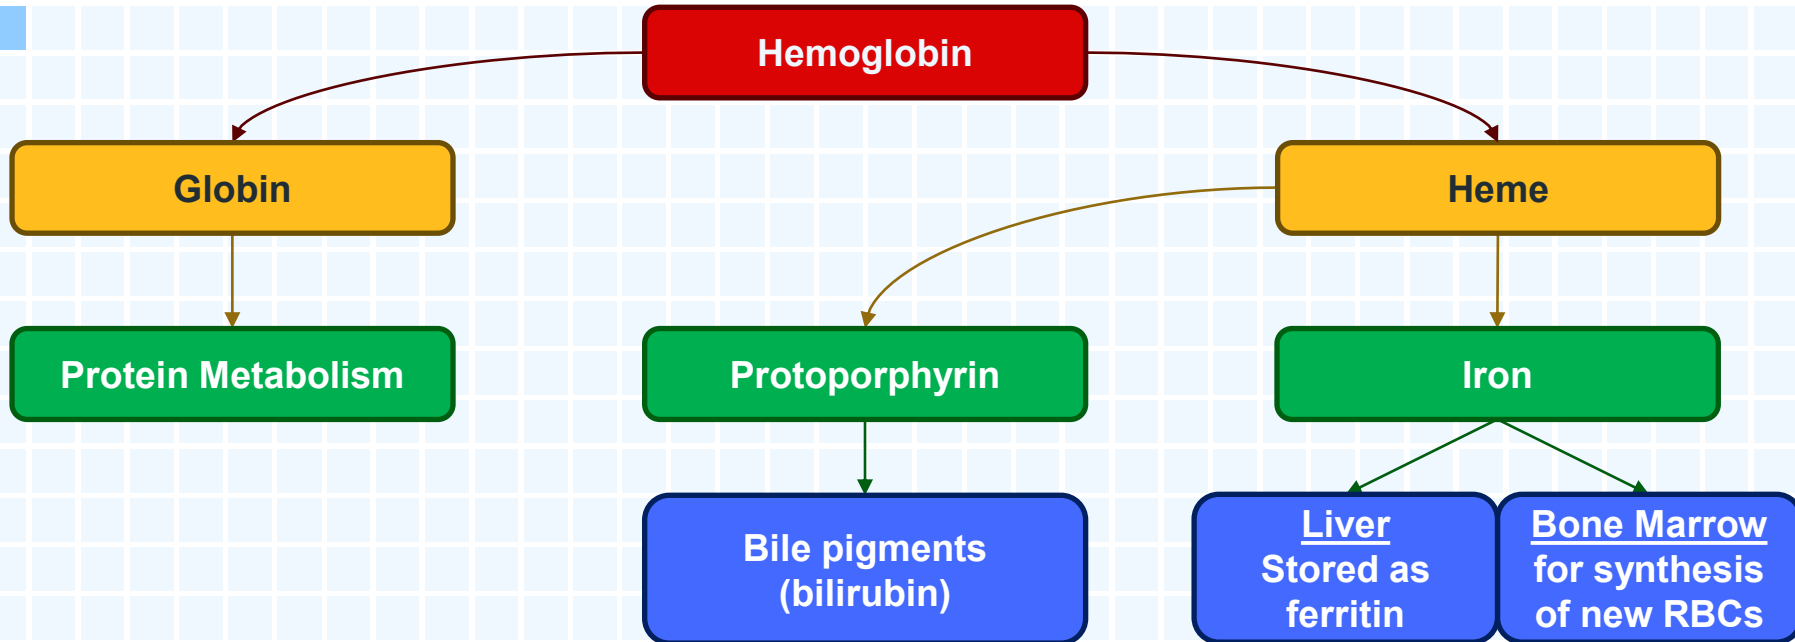 Hemoglobin
Globin
Heme
Protein Metabolism
Protoporphyrin
Iron
Bile pigments
(bilirubin)
Liver
Stored as
ferritin
Bone Marrow
for synthesis
of new RBCs